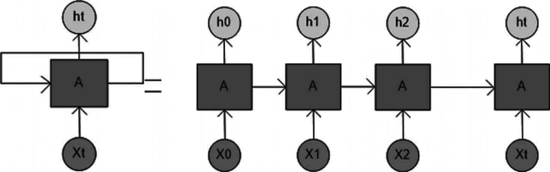 ht h0 h1 h2 ht
A = A A A A
Xt X0 X1 X2 Xt